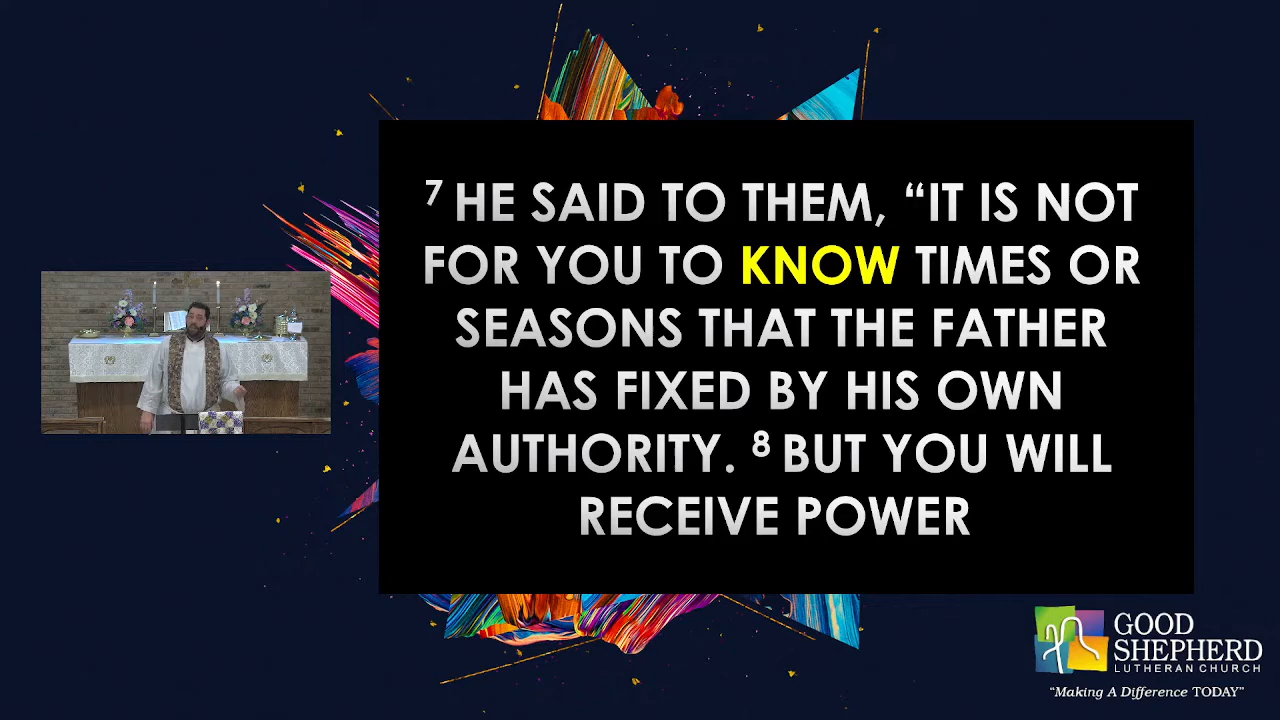 7 HE SAID TO THEM, “IT IS NOT
FOR YOU TO KNOW TIMES OR
SEASONS THAT THE FATHER
HAS FIXED BY HIS OWN
AUTHORITY. 8 BUT YOU WILL
RECEIVE POWER
GOOD
SHEPHERD
LUTHERAN CHURCH
“Making A Difference TODAY”